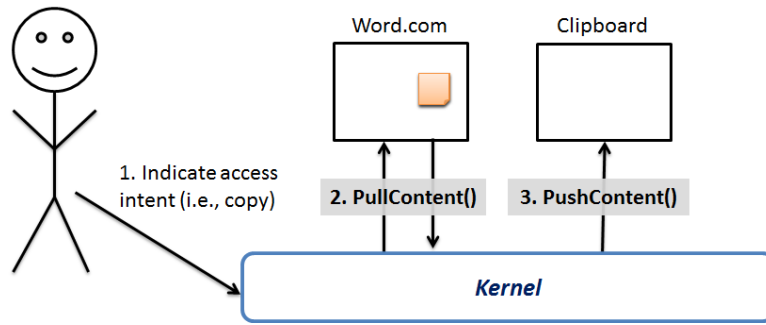 Word.com
Clipboard
1. Indicate access
intent (i.e., copy)
2. PullContent()
3. PushContent()
Kernel